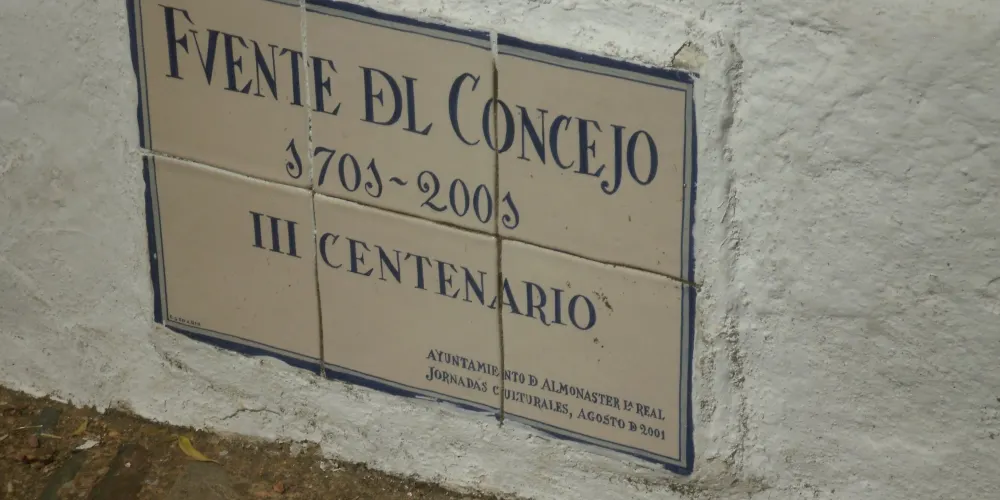 FVENTE DL CONCEJO
1701~2001
III CENTENARIO
AYUNTAMIENTO D ALMONASTER LA REAL
JORNADAS CULTURALES, AGOSTO D 2001